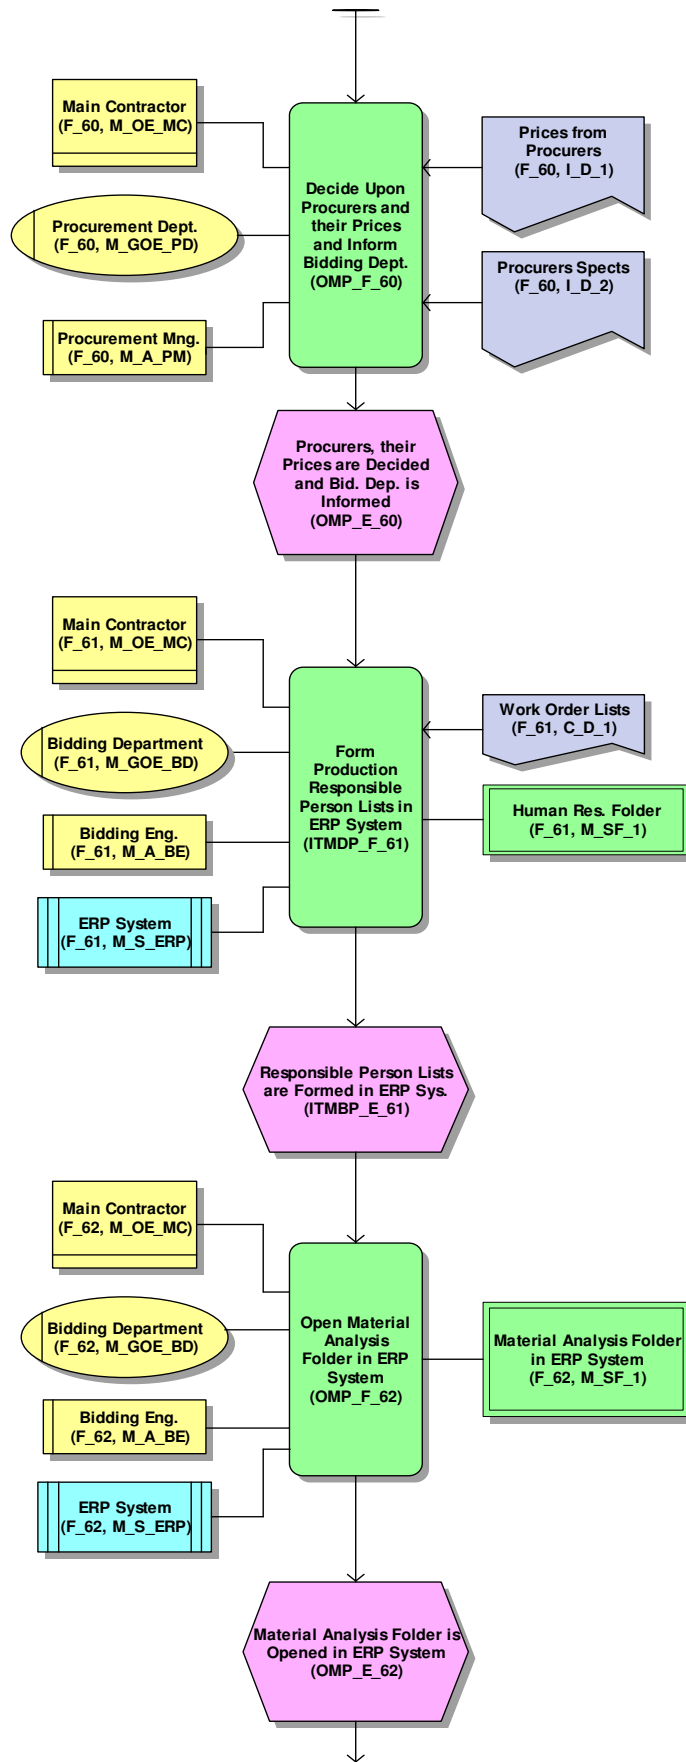 Main Contractor
(F_60, M_OE_MC)
Procurement Dept.
(F_60, M_GOE_PD)
Procurement Mng.
(F_60, M_A_PM)
Decide Upon
Procurers and
their Prices
and Inform
Bidding Dept.
(OMP_F_60)
Prices from
Procurers
(F_60, I_D_1)
Procurers Spects
(F_60, I_D_2)
Procurers, their
Prices are Decided
and Bid. Dep. is
Informed
(OMP_E_60)
Main Contractor
(F_61, M_OE_MC)
Bidding Department
(F_61, M_GOE_BD)
Bidding Eng.
(F_61, M_A_BE)
ERP System
(F_61, M_S_ERP)
Form
Production
Responsible
Person Lists in
ERP System
(ITMDP_F_61)
Work Order Lists
(F_61, C_D_1)
Human Res. Folder
(F_61, M_SF_1)
Responsible Person Lists
are Formed in ERP Sys.
(ITMBP_E_61)
Main Contractor
(F_62, M_OE_MC)
Bidding Department
(F_62, M_GOE_BD)
Bidding Eng.
(F_62, M_A_BE)
ERP System
(F_62, M_S_ERP)
Open Material
Analysis
Folder in ERP
System
(OMP_F_62)
Material Analysis Folder
in ERP System
(F_62, M_SF_1)
Material Analysis Folder is
Opened in ERP System
(OMP_E_62)